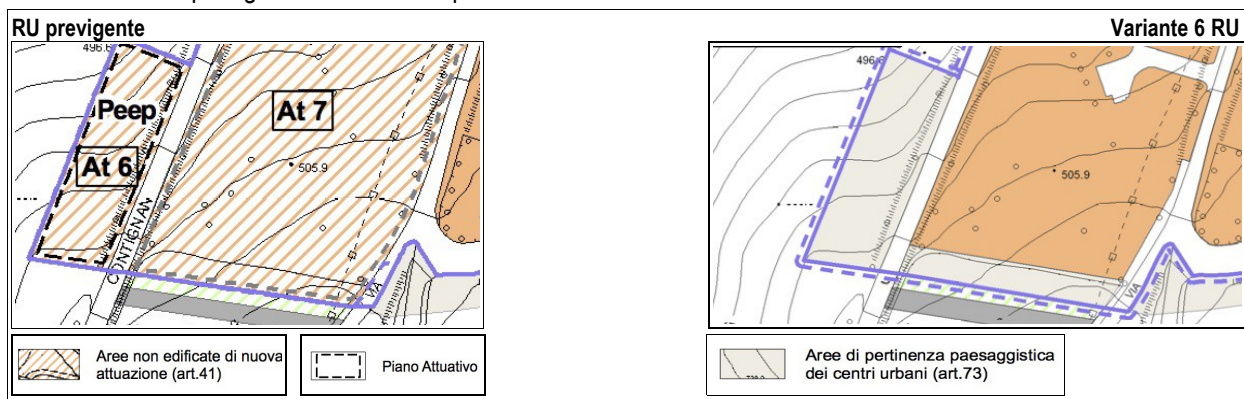 RU previgente
Variante 6 RU
496.6
Peep
At 7
At 6
505.9
CONTIGNAN
VIA
505.9
VIA
Aree non edificate di nuova
attuazione (art.41)
Piano Attuativo
Aree di pertinenza paesaggistica
dei centri urbani (art.73)